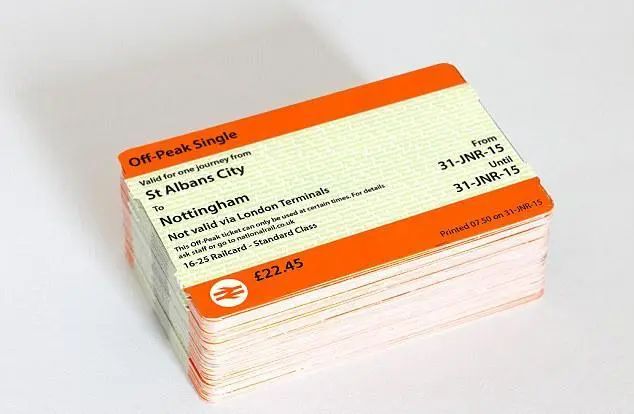 Off-Peak Single
Valid for one journey from
St Albans City
To
Nottingham
Not valid via London Terminals
This Off-Peak ticket can only be used at certain times. For details
ask staff or go to nationalrail.co.uk
16-25 Railcard - Standard Class
From
31-JNR-15
Until
31-JNR-15
£22.45
Printed 07.50 on 31-JNR-15